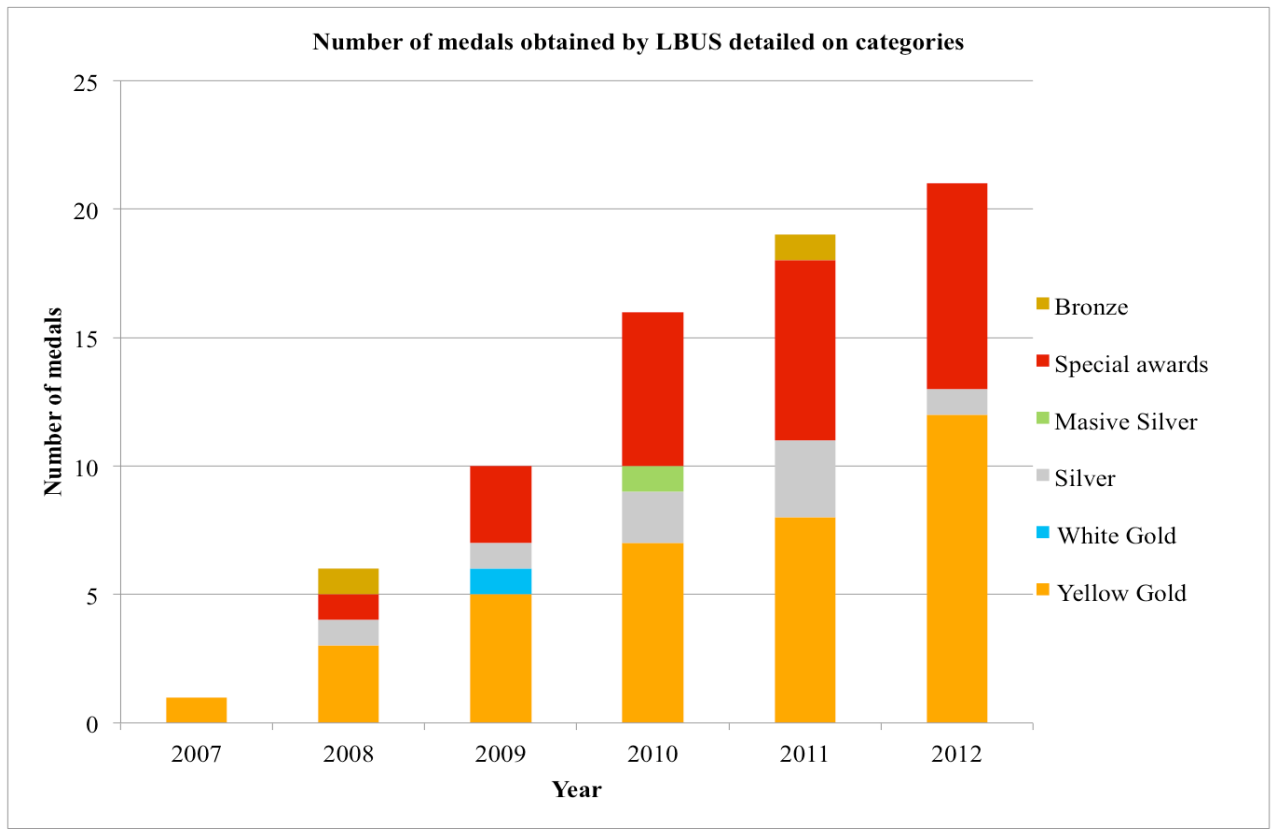 Number of medals obtained by LBUS detailed on categories
25
20
15
10
5
0
Number of medals
2007 2008 2009 2010 2011 2012
Year
Bronze
Special awards
Masive Silver
Silver
White Gold
Yellow Gold